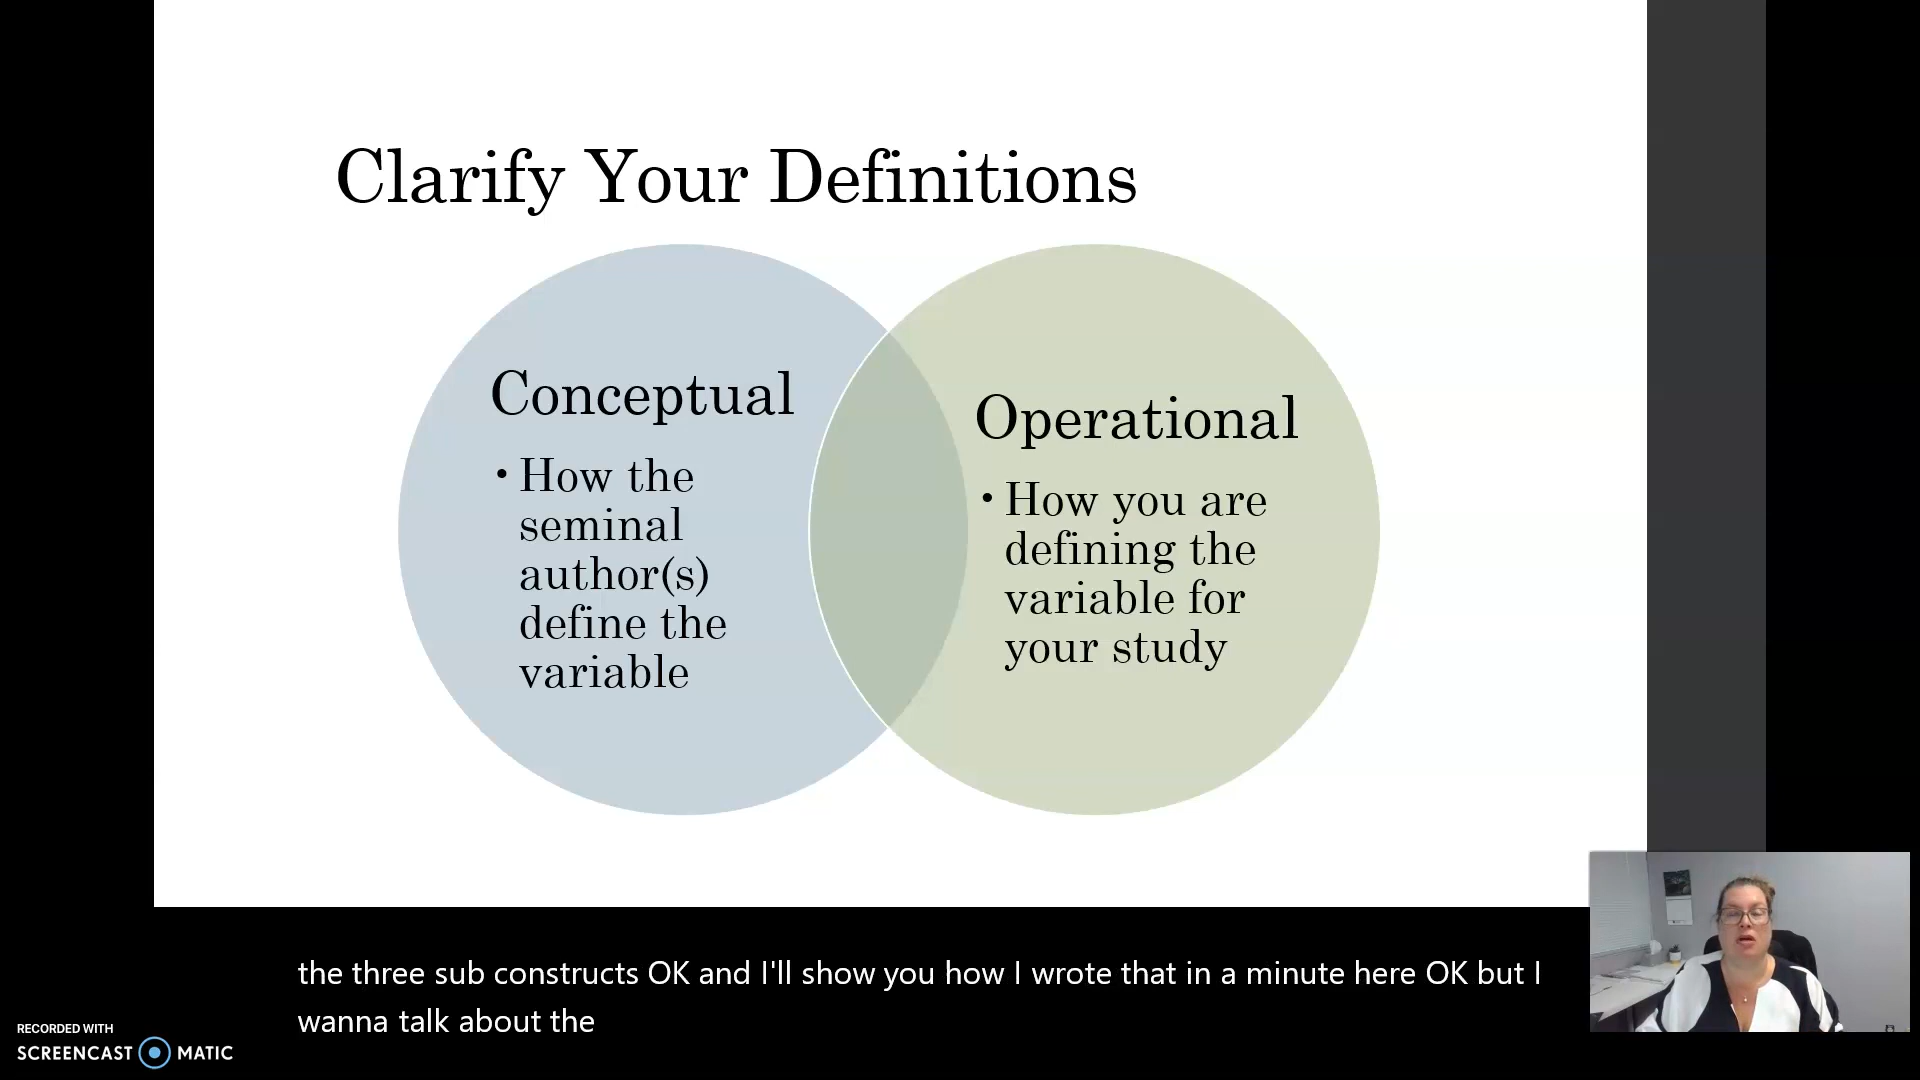 Clarify Your Definitions
Conceptual
• How the
seminal
author(s)
define the
variable
Operational
• How you are
defining the
variable for
your study
the three sub constructs OK and I'll show you how I wrote that in a minute here OK but I
wanna talk about the
RECORDED WITH
SCREENCAST MATIC